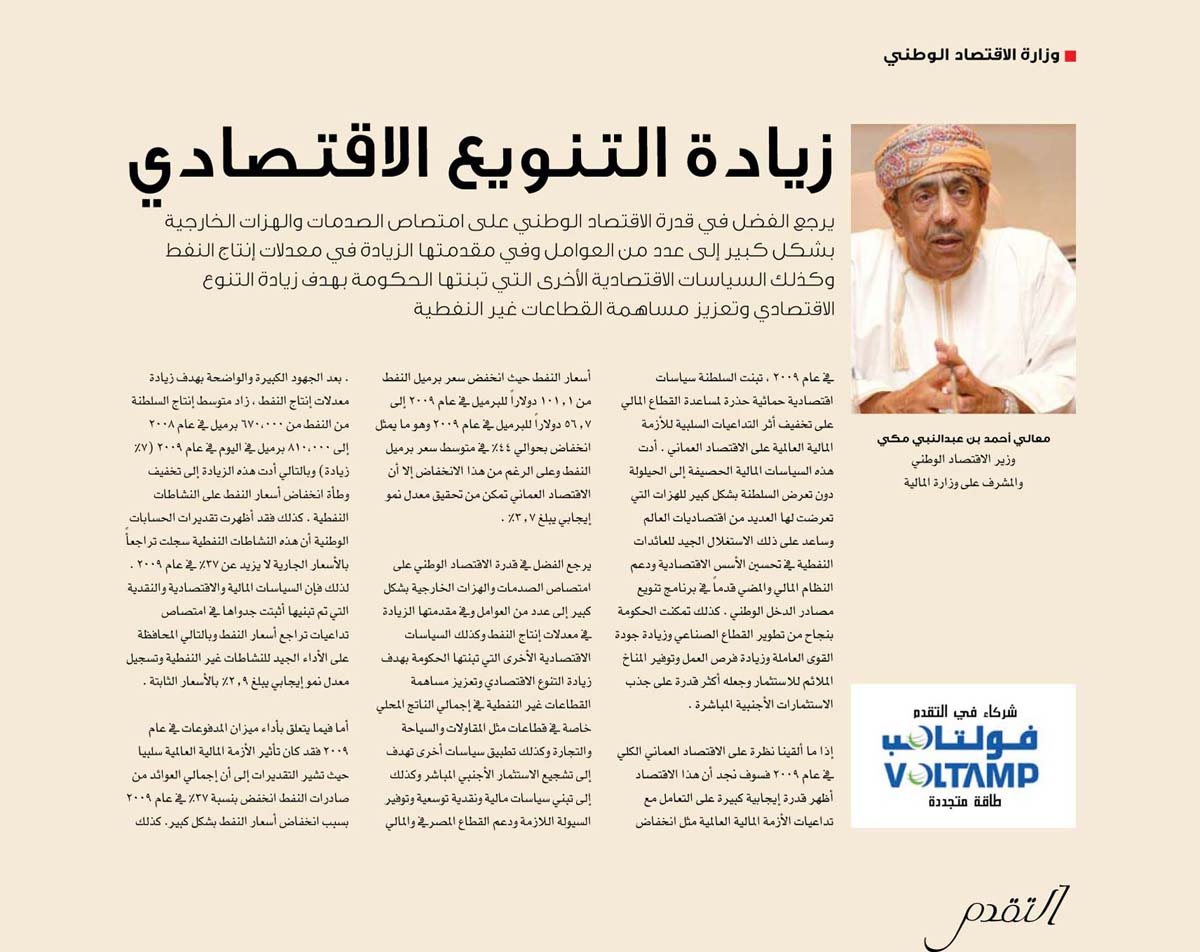 وزارة الاقتصاد الوطني
زيادة التنويع الاقتصادي
يرجع الفضل في قدرة الاقتصاد الوطني على امتصاص الصدمات والهزات الخارجية
بشكل كبير إلى عدد من العوامل وفي مقدمتها الزيادة في معدلات إنتاج النفط
وكذلك السياسات الاقتصادية الأخرى التي تبنتها الحكومة بهدف زيادة التنوع
الاقتصادي وتعزيز مساهمة القطاعات غير النفطية
معالي أحمد بن عبدالنبي مكي
وزير الاقتصاد الوطني
والمشرف على وزارة المالية
في عام ٢٠٠٩ ، تبنت السلطنة سياسات
اقتصادية حمائية حذرة لمساعدة القطاع المالي
على تخفيف أثر التداعيات السلبية للأزمة
المالية العالمية على الاقتصاد العماني . أدت
هذه السياسات المالية الحصيفة إلى الحيلولة
دون تعرض السلطنة بشكل كبير للهزات التي
تعرضت لها العديد من اقتصاديات العالم
وساعد على ذلك الاستغلال الجيد للعائدات
النفطية في تحسين الأسس الاقتصادية ودعم
النظام المالي والمضي قدماً في برنامج تنويع
مصادر الدخل الوطني . كذلك تمكنت الحكومة
بنجاح من تطوير القطاع الصناعي وزيادة جودة
القوى العاملة وزيادة فرص العمل وتوفير المناخ
الملائم للاستثمار وجعله أكثر قدرة على جذب
الاستثمارات الأجنبية المباشرة .
إذا ما ألقينا نظرة على الاقتصاد العماني الكلي
في عام ٢٠٠٩ فسوف نجد أن هذا الاقتصاد
أظهر قدرة إيجابية كبيرة على التعامل مع
تداعيات الأزمة المالية العالمية مثل انخفاض
أسعار النفط حيث انخفض سعر برميل النفط
من ١٠١,١ دولاراً للبرميل في عام ٢٠٠٩ إلى
٥٦,٧ دولاراً للبرميل في عام ٢٠٠٩ وهو ما يمثل
انخفاض بحوالي ٤٤٪ في متوسط سعر برميل
النفط وعلى الرغم من هذا الانخفاض إلا أن
الاقتصاد العماني تمكن من تحقيق معدل نمو
إيجابي يبلغ ٣,٧٪ .
يرجع الفضل في قدرة الاقتصاد الوطني على
امتصاص الصدمات والهزات الخارجية بشكل
كبير إلى عدد من العوامل وفي مقدمتها الزيادة
في معدلات إنتاج النفط وكذلك السياسات
الاقتصادية الأخرى التي تبنتها الحكومة بهدف
زيادة التنوع الاقتصادي وتعزيز مساهمة
القطاعات غير النفطية في إجمالي الناتج المحلي
خاصة في قطاعات مثل المقاولات والسياحة
والتجارة وكذلك تطبيق سياسات أخرى تهدف
إلى تشجيع الاستثمار الأجنبي المباشر وكذلك
إلى تبني سياسات مالية ونقدية توسعية وتوفير
السيولة اللازمة ودعم القطاع المصرفي والمالي
. بعد الجهود الكبيرة والواضحة بهدف زيادة
معدلات إنتاج النفط ، زاد متوسط إنتاج السلطنة
من النفط من ٦٧٠,٠٠٠ برميل في عام ٢٠٠٨
إلى ٨١٠,٠٠٠ برميل في اليوم في عام ٢٠٠٩ (٧٪
زيادة) وبالتالي أدت هذه الزيادة إلى تخفيف
وطأة انخفاض أسعار النفط على النشاطات
النفطية . كذلك فقد أظهرت تقديرات الحسابات
الوطنية أن هذه النشاطات النفطية سجلت تراجعاً
بالأسعار الجارية لا يزيد عن ٣٧٪ في عام ٢٠٠٩ .
لذلك فإن السياسات المالية والاقتصادية والنقدية
التي تم تبنيها أثبتت جدواها في امتصاص
تداعيات تراجع أسعار النفط وبالتالي المحافظة
على الأداء الجيد للنشاطات غير النفطية وتسجيل
معدل نمو إيجابي يبلغ ٢,٩٪ بالأسعار الثابتة .
أما فيما يتعلق بأداء ميزان المدفوعات في عام
٢٠٠٩ فقد كان تأثير الأزمة المالية العالمية سلبيا
حيث تشير التقديرات إلى أن إجمالي العوائد من
صادرات النفط انخفض بنسبة ٣٧٪ في عام ٢٠٠٩
بسبب انخفاض أسعار النفط بشكل كبير. كذلك
شركاء في التقدم
فولتامب
VOLTAMP
طاقة متجددة
التقدم